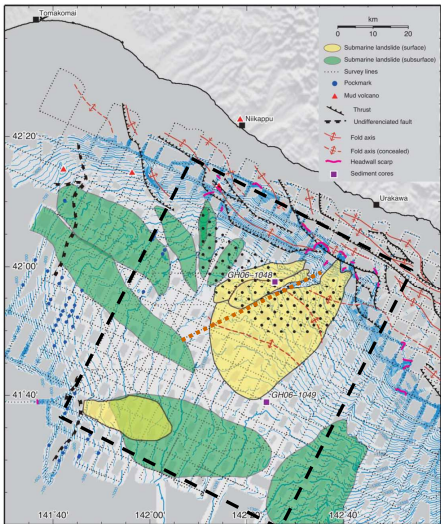 Tomakomai
km
0 10 20
Submarine landslide (surface)
Submarine landslide (subsurface)
Survey lines
Pockmark
Mud volcano
Thrust
Undifferenciated fault
Fold axis
Fold axis (concealed)
Headwall scarp
Sediment cores
Niikappu
42°20'
Urakawa
42°00'
GH06-1048
41°40'
GH06-1049
141°40'
142°00'
142°20'
142°40'